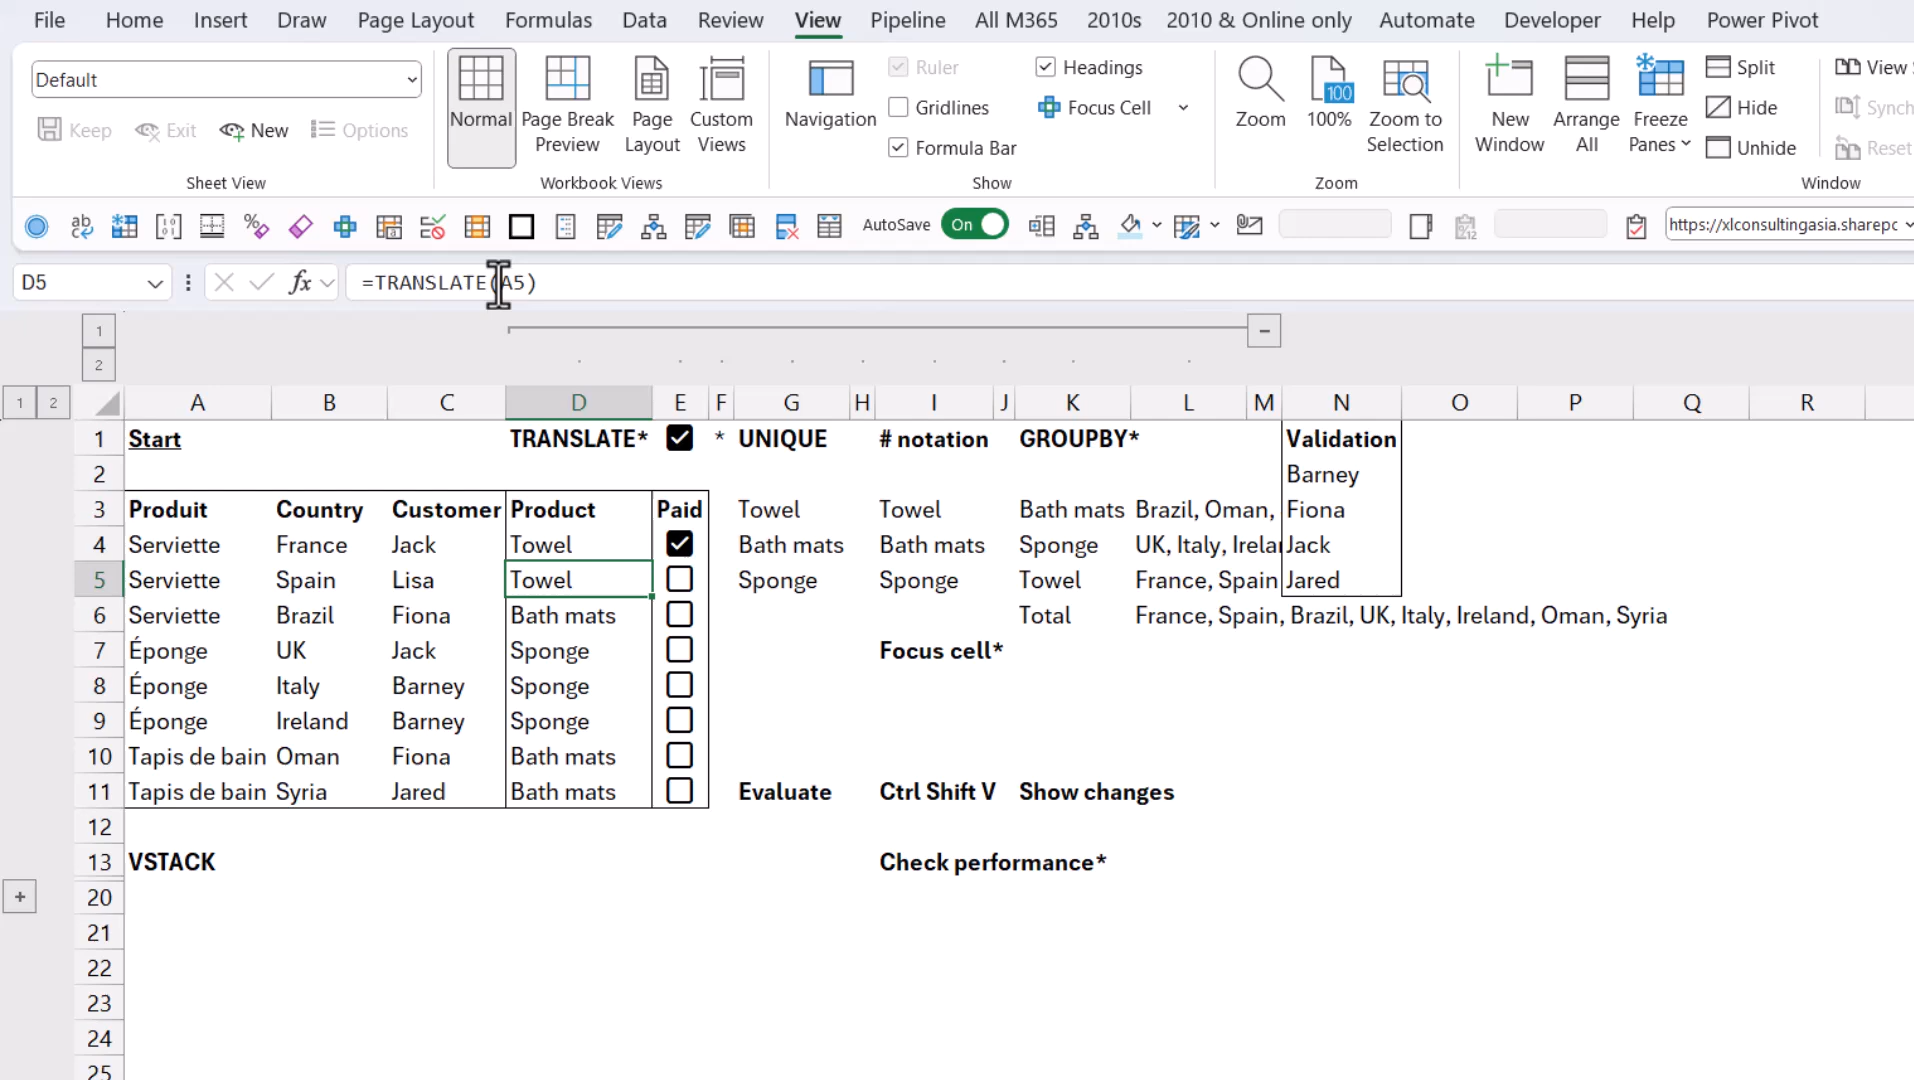 File Home Insert Draw Page Layout Formulas Data Review View Pipeline All M365 2010s 2010 & Online only Automate Developer Help Power Pivot
Default
Keep Exit New Options
Sheet View
Normal
Page Break Preview
Page Layout
Custom Views
Workbook Views
Navigation
Ruler
Gridlines
Formula Bar
Headings
Focus Cell
Show
Zoom
100
100%
Zoom to Selection
Zoom
New Window
Arrange All
Freeze Panes
Split
Hide
Unhide
View
Synch
Reset
Window
AutoSave On
https://xlconsultingasia.sharepc
D5 fx =TRANSLATE(A5)
1
2
1 2 A B C D E F G H I J K L M N O P Q R
1 Start TRANSLATE* * UNIQUE # notation GROUPBY* Validation
2 Barney
3 Produit Country Customer Product Paid Towel Towel Bath mats Brazil, Oman, Fiona
4 Serviette France Jack Towel Bath mats Bath mats Sponge UK, Italy, Irelar Jack
5 Serviette Spain Lisa Towel Sponge Sponge Towel France, Spain Jared
6 Serviette Brazil Fiona Bath mats Total France, Spain, Brazil, UK, Italy, Ireland, Oman, Syria
7 Éponge UK Jack Sponge Focus cell*
8 Éponge Italy Barney Sponge
9 Éponge Ireland Barney Sponge
10 Tapis de bain Oman Fiona Bath mats
11 Tapis de bain Syria Jared Bath mats Evaluate Ctrl Shift V Show changes
12
13 VSTACK Check performance*
20
21
22
23
24
25